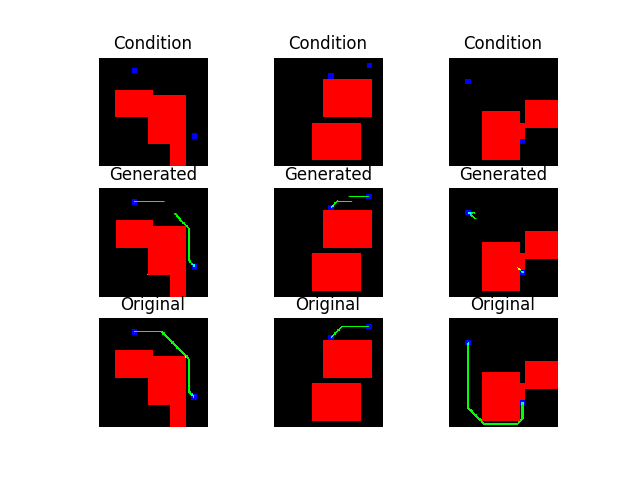 Condition Condition Condition
Generated Generated Generated
Original Original Original